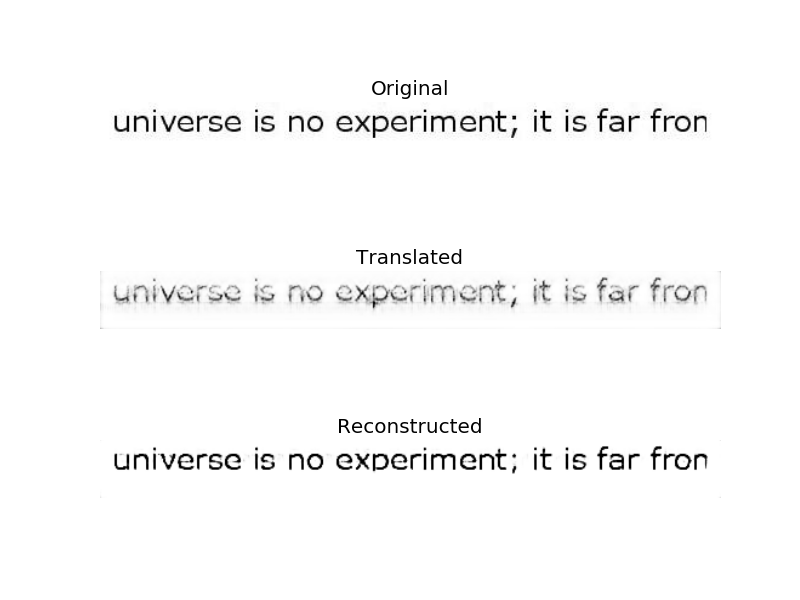 Original
universe is no experiment; it is far fron
Translated
universe is no experiment; it is far fron
Reconstructed
universe is no experiment; it is far fron